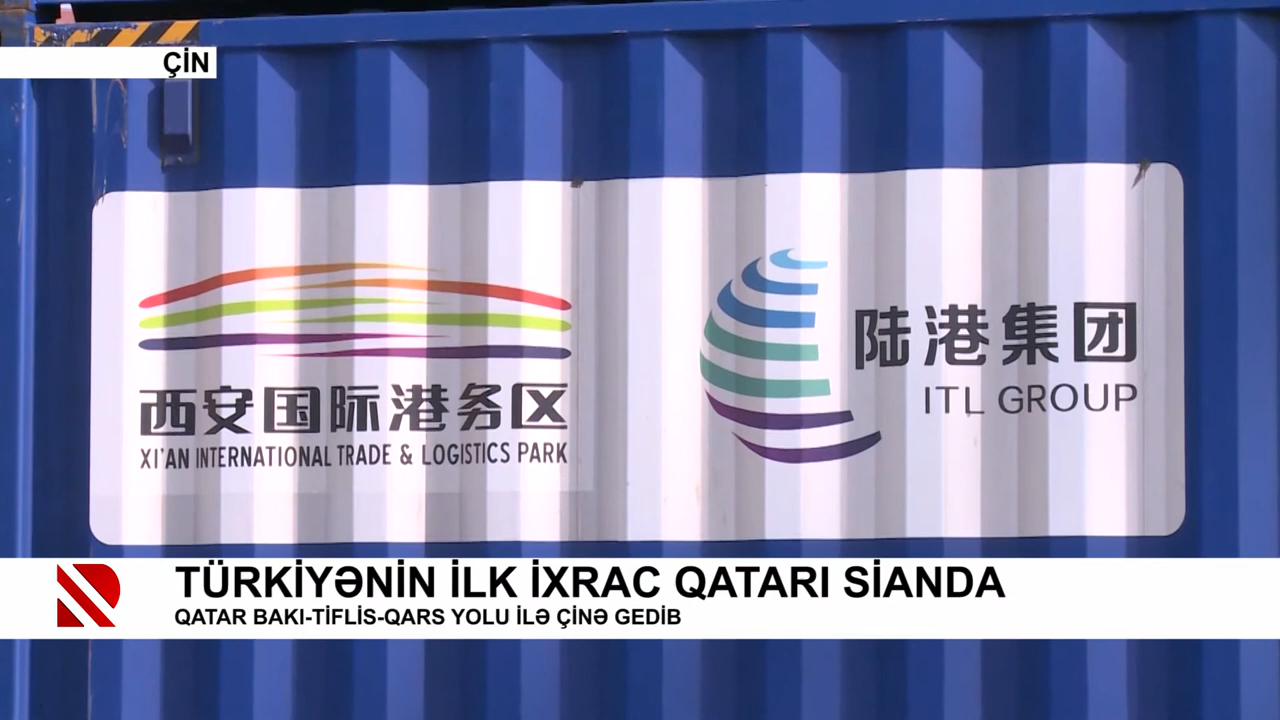 ÇİN
西安国际港务区
XI'AN INTERNATIONAL TRADE & LOGISTICS PARK
陆港集团
ITL GROUP
TÜRKİYƏNİN İLK İXRAC QATARI SİANDA
QATAR BAKI-TİFLİS-QARS YOLU İLƏ ÇİNƏ GEDİB